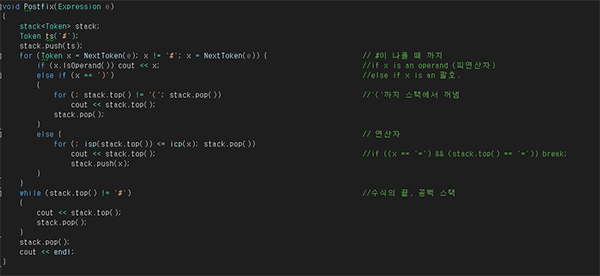 void Postfix(Expression e)
{
stack<Token> stack;
Token ts('#');
stack.push(ts);
for (Token x = NextToken(e); x != '#'; x = NextToken(e)) { // #이 나올 때 까지
if (x.IsOperand()) cout << x; //if x is an operand (피연산자)
else if (x == ')') //else if x is an 괄호.
{
for (; stack.top() != '('; stack.pop()) //'('까지 스택에서 꺼냄
cout << stack.top();
stack.pop();
}
else { // 연산자
for (; isp(stack.top()) <= icp(x); stack.pop())
cout << stack.top(); //if ((x == '=') && (stack.top() == '=')) break;
stack.push(x);
}
}
while (stack.top() != '#') //수식의 끝, 공백 스택
{
cout << stack.top();
stack.pop();
}
stack.pop();
cout << endl;
}